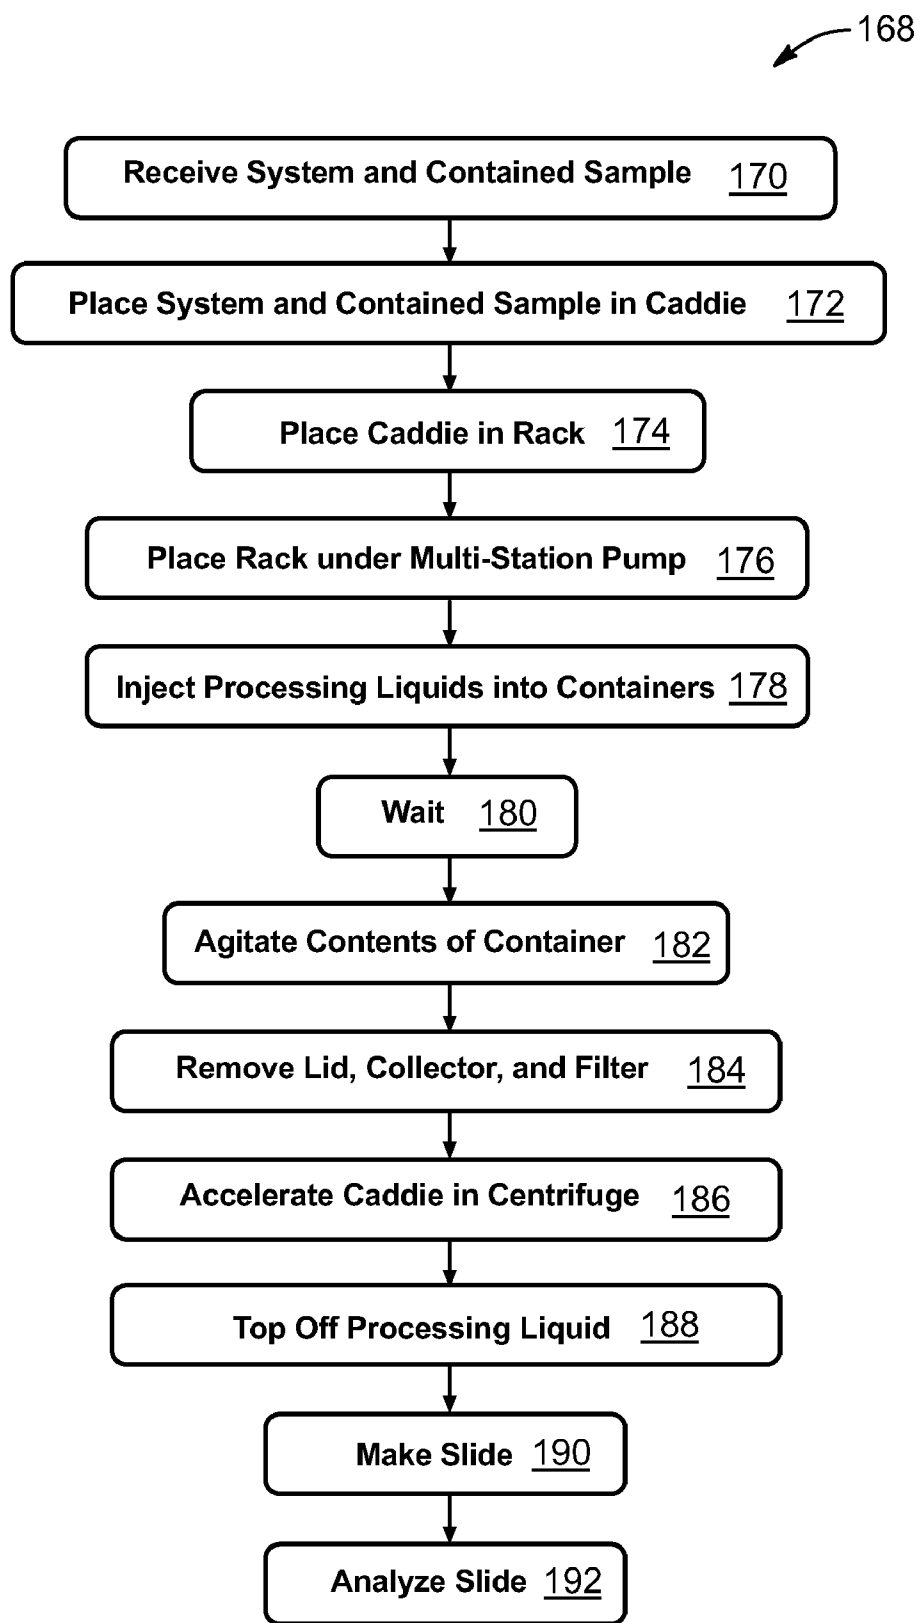 168
Receive System and Contained Sample 170
Place System and Contained Sample in Caddie 172
Place Caddie in Rack 174
Place Rack under Multi-Station Pump 176
Inject Processing Liquids into Containers 178
Wait 180
Agitate Contents of Container 182
Remove Lid, Collector, and Filter 184
Accelerate Caddie in Centrifuge 186
Top Off Processing Liquid 188
Make Slide 190
Analyze Slide 192